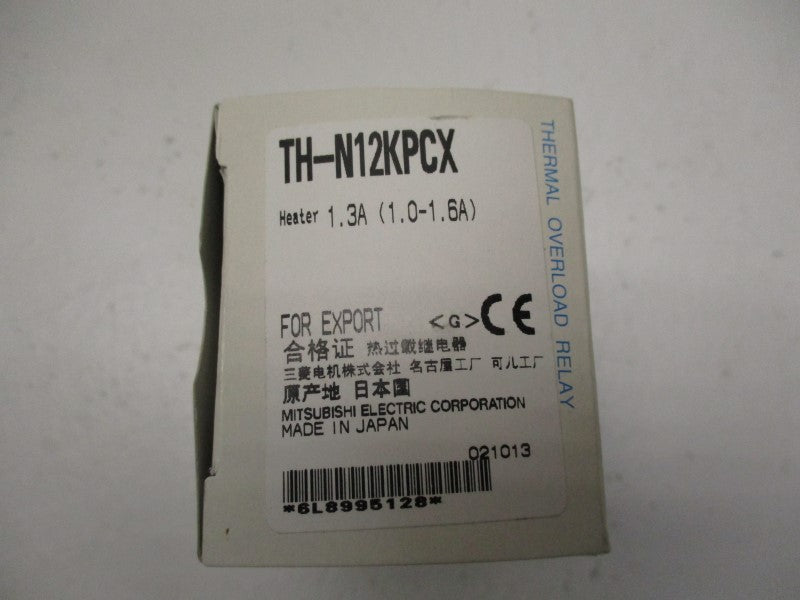 TH-N12KPCX
Heater 1.3A (1.0-1.6A)
FOR EXPORT <G> CE
合格证 热过载继电器
三菱电机株式会社 名古屋工厂 可儿工厂
原产地 日本国
MITSUBISHI ELECTRIC CORPORATION
MADE IN JAPAN
021013
*6L8995128*
THERMAL OVERLOAD RELAY